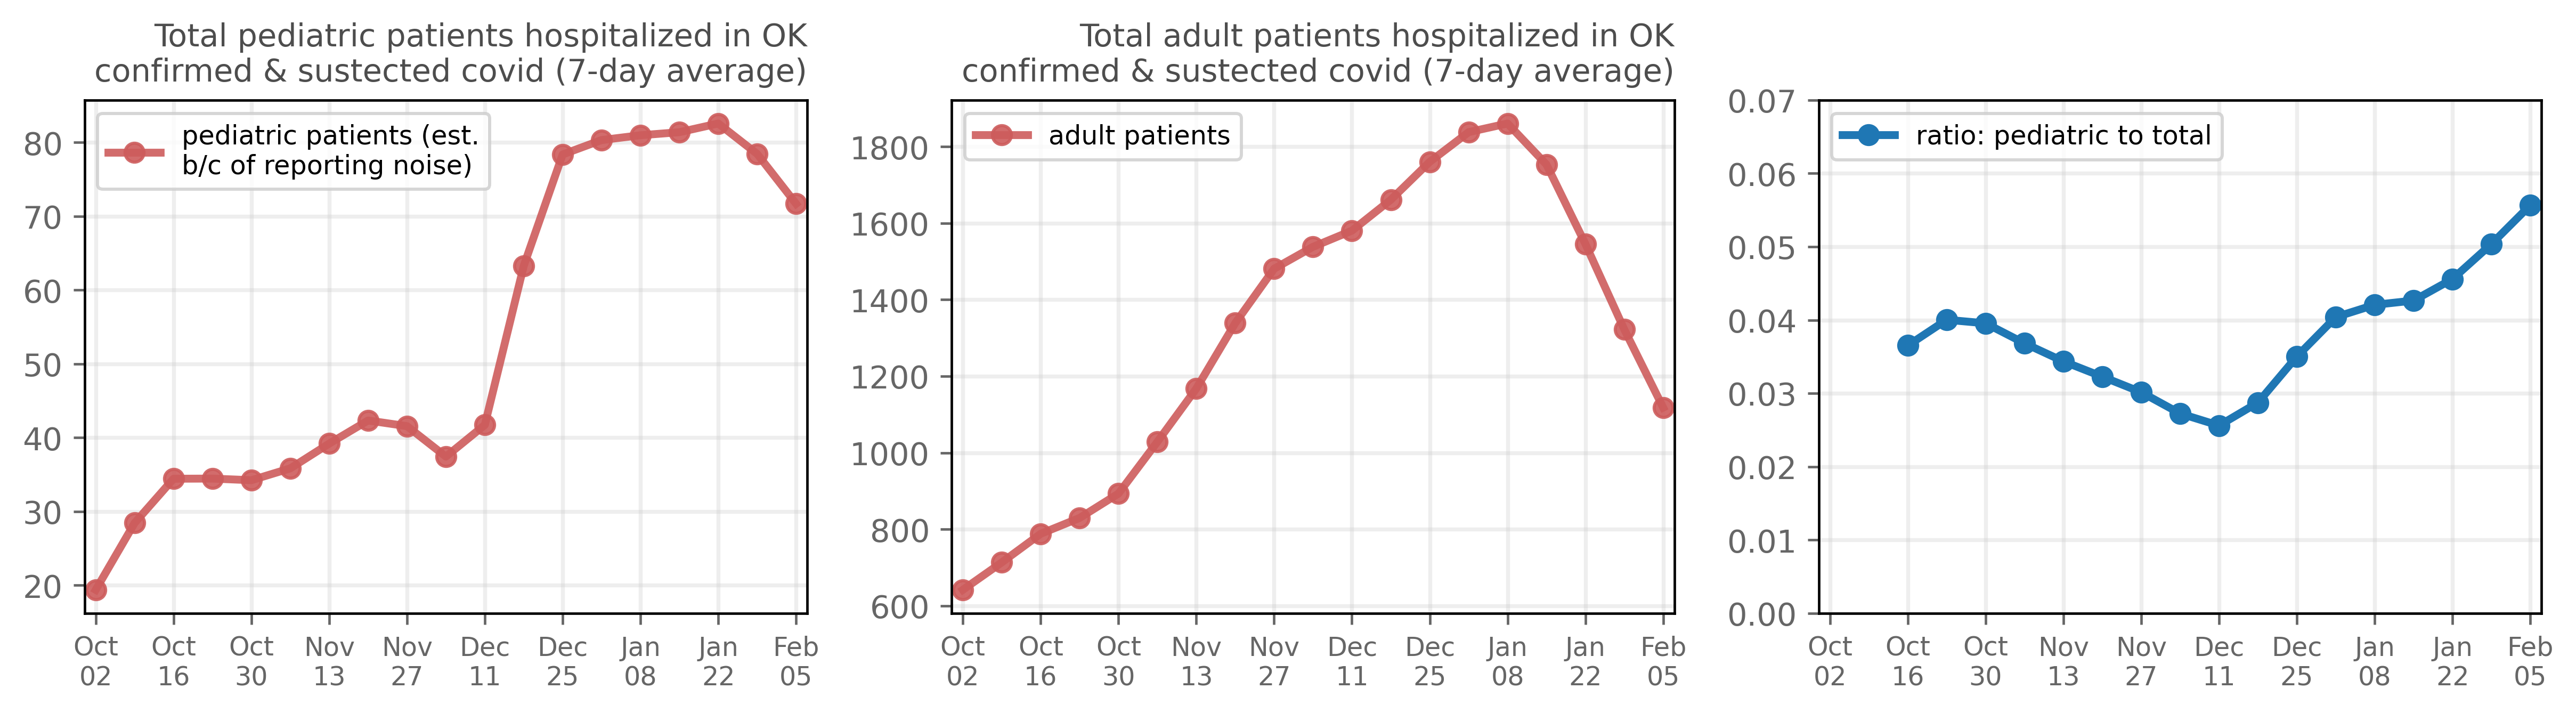 Total pediatric patients hospitalized in OK
confirmed & sustected covid (7-day average)
pediatric patients (est.
b/c of reporting noise)
80
70
60
50
40
30
20
Oct Oct Oct Nov Nov Dec Dec Jan Jan Feb
02 16 30 13 27 11 25 08 22 05
Total adult patients hospitalized in OK
confirmed & sustected covid (7-day average)
adult patients
1800
1600
1400
1200
1000
800
600
Oct Oct Oct Nov Nov Dec Dec Jan Jan Feb
02 16 30 13 27 11 25 08 22 05
ratio: pediatric to total
0.07
0.06
0.05
0.04
0.03
0.02
0.01
0.00
Oct Oct Oct Nov Nov Dec Dec Jan Jan Feb
02 16 30 13 27 11 25 08 22 05